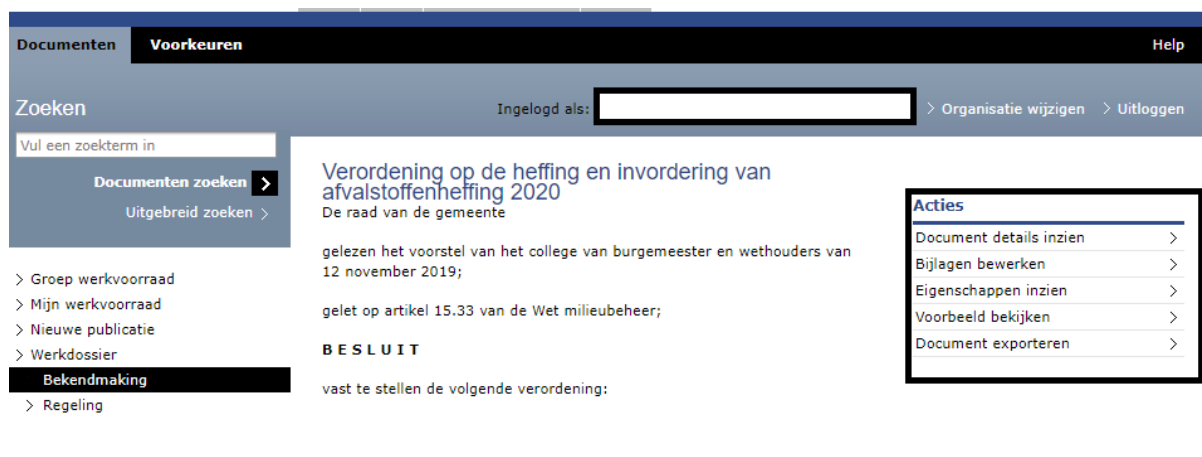 Documenten Voorkeuren Help
Zoeken
Ingelogd als: > Organisatie wijzigen > Uitloggen
Vul een zoekterm in
Documenten zoeken >
Uitgebreid zoeken >
> Groep werkvoorraad
> Mijn werkvoorraad
> Nieuwe publicatie
> Werkdossier
Bekendmaking
> Regeling
Verordening op de heffing en invordering van
afvalstoffenheffing 2020
De raad van de gemeente
gelezen het voorstel van het college van burgemeester en wethouders van
12 november 2019;
gelet op artikel 15.33 van de Wet milieubeheer;
B E S L U I T
vast te stellen de volgende verordening:
Acties
Document details inzien >
Bijlagen bewerken >
Eigenschappen inzien >
Voorbeeld bekijken >
Document exporteren >